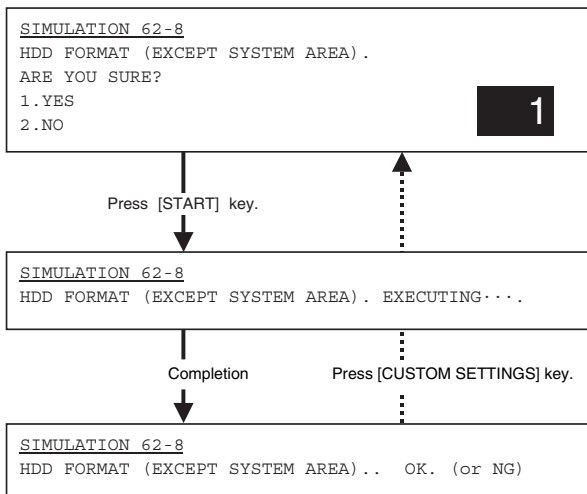 SIMULATION 62-8
HDD FORMAT (EXCEPT SYSTEM AREA).
ARE YOU SURE?
1.YES
2.NO
1
Press [START] key.
SIMULATION 62-8
HDD FORMAT (EXCEPT SYSTEM AREA). EXECUTING···.
Completion
Press [CUSTOM SETTINGS] key.
SIMULATION 62-8
HDD FORMAT (EXCEPT SYSTEM AREA).. OK. (or NG)